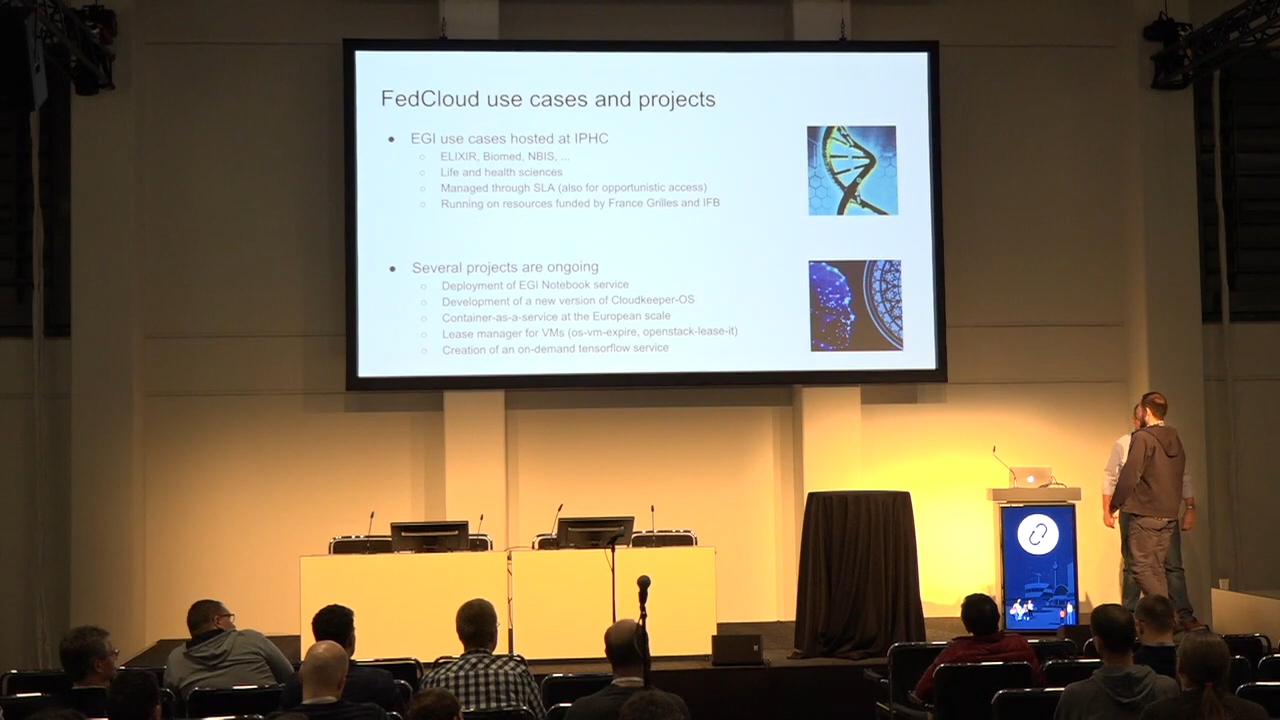 FedCloud use cases and projects
● EGI use cases hosted at IPHC
○ ELIXIR, Biomed, NBIS, ...
○ Life and health sciences
○ Managed through SLA (also for opportunistic access)
○ Running on resources funded by France Grilles and IFB
● Several projects are ongoing
○ Deployment of EGI Notebook service
○ Development of a new version of Cloudkeeper-OS
○ Container-as-a-service at the European scale
○ Lease manager for VMs (os-vm-expire, openstack-lease-it)
○ Creation of an on-demand tensorflow service